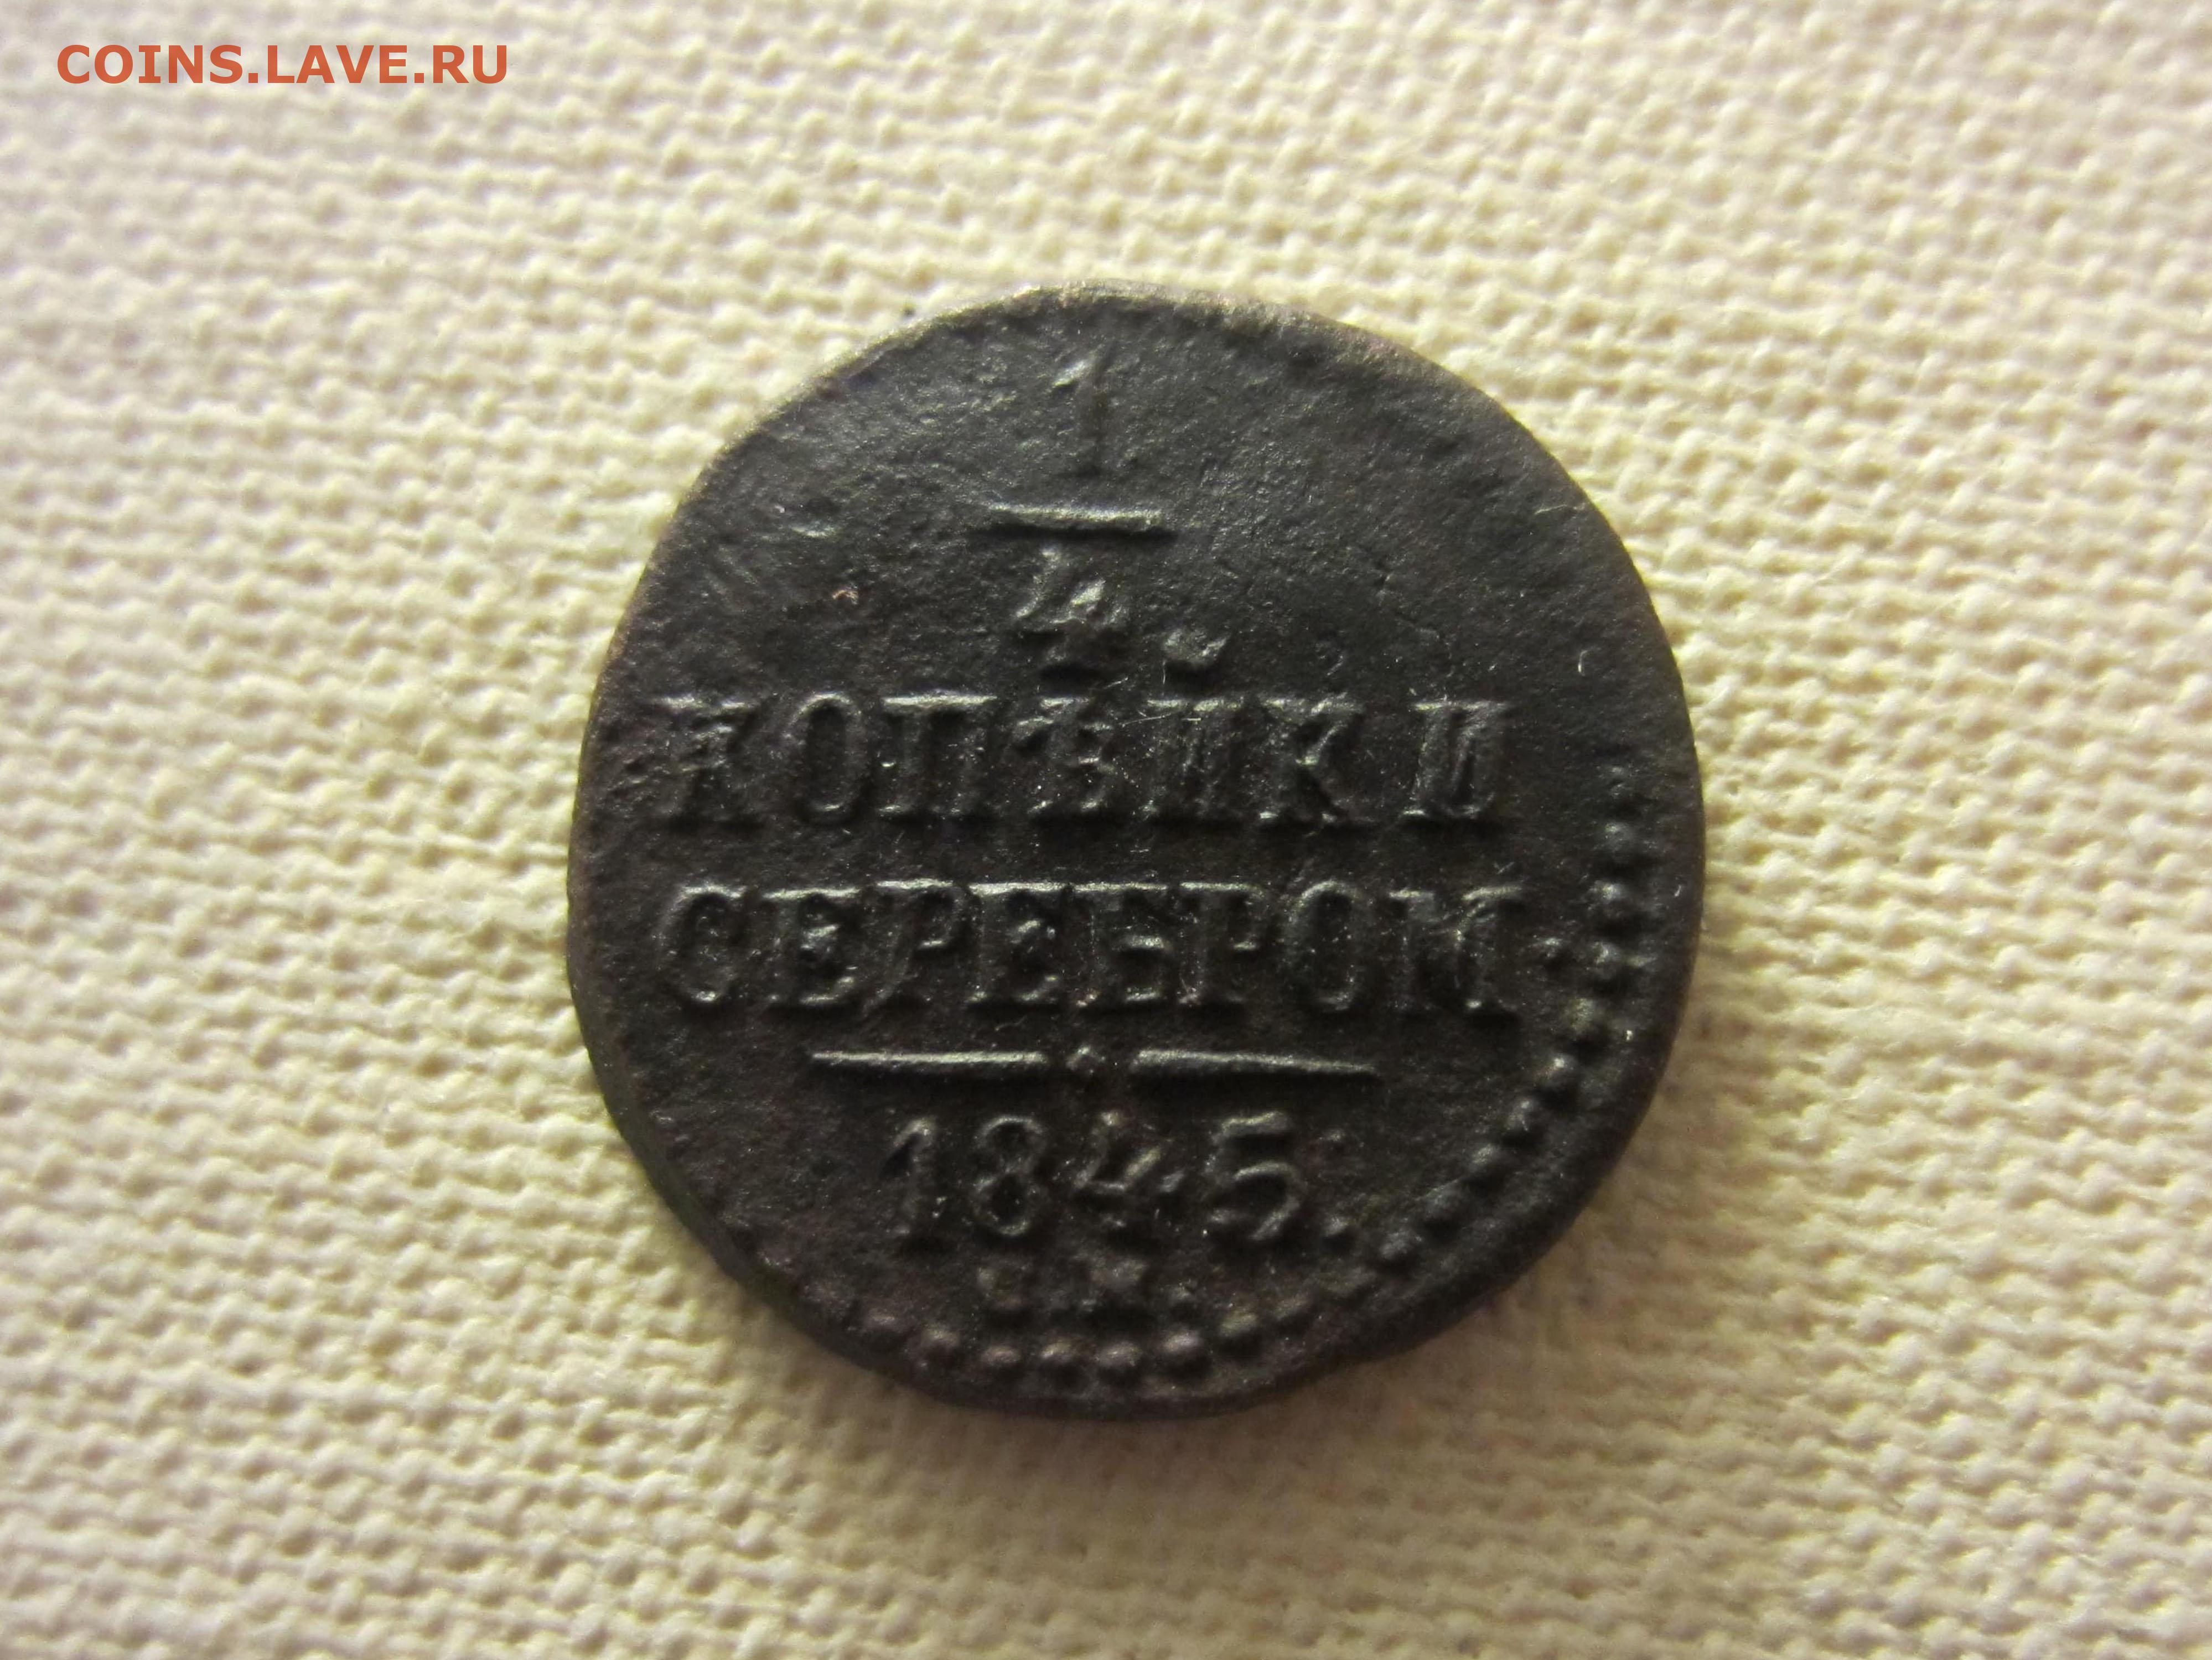 COINS.LAVE.RU
1
4.
КОПѢЙКИ
СЕРЕБРОМ
1845.